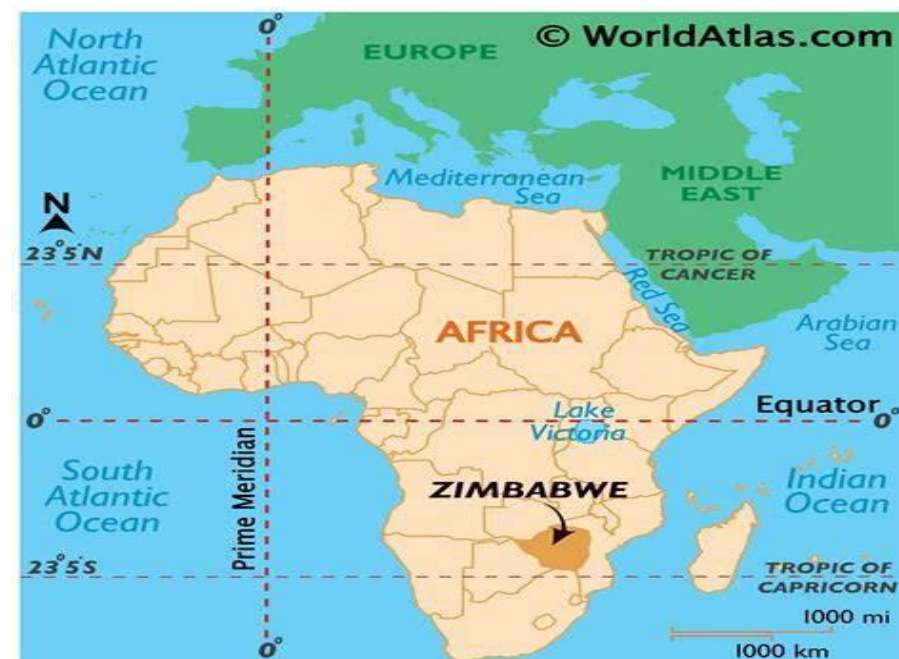 0°
© WorldAtlas.com
North
Atlantic
Ocean
EUROPE
Mediterranean
Sea
MIDDLE
EAST
N
23°5'N
TROPIC OF
CANCER
Red Sea
AFRICA
Arabian
Sea
Lake
Victoria
Equator
0°
0°
South
Atlantic
Ocean
Prime Meridian
ZIMBABWE
Indian
Ocean
23°5'S
TROPIC OF
CAPRICORN
1000 mi
1000 km
0°